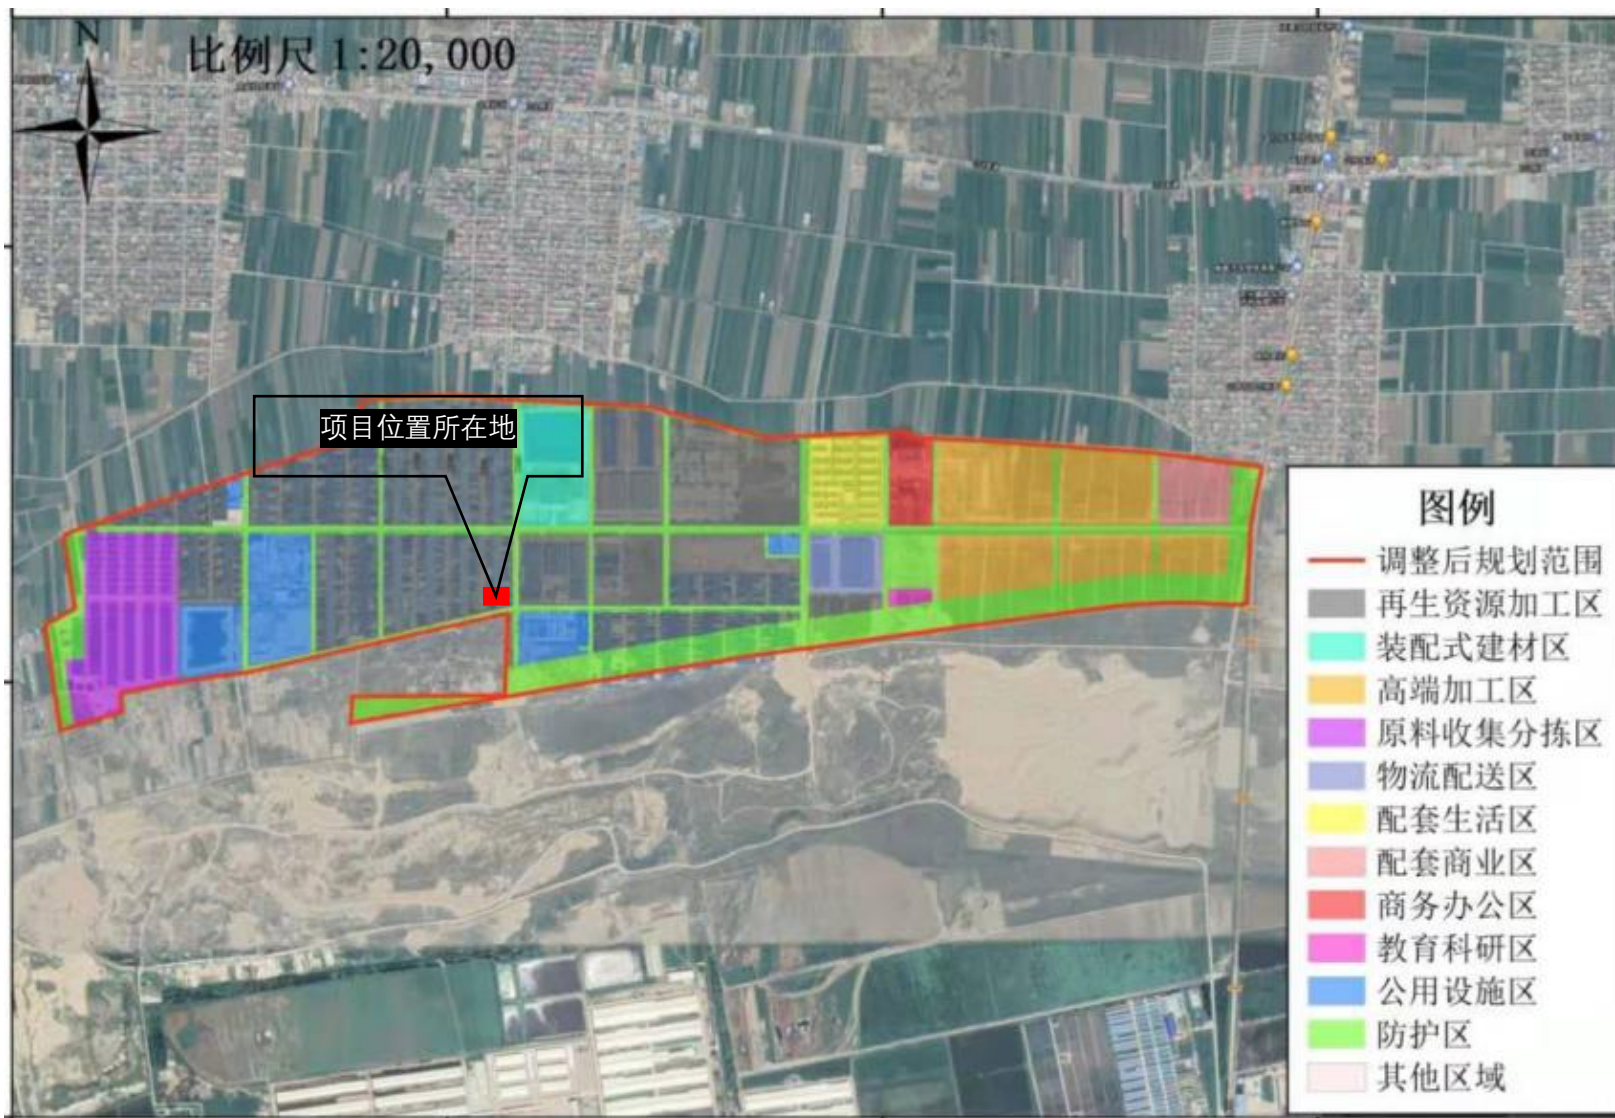 N
比例尺 1:20,000
项目位置所在地
图例
调整后规划范围
再生资源加工区
装配式建材区
高端加工区
原料收集分拣区
物流配送区
配套生活区
配套商业区
商务办公区
教育科研区
公用设施区
防护区
其他区域